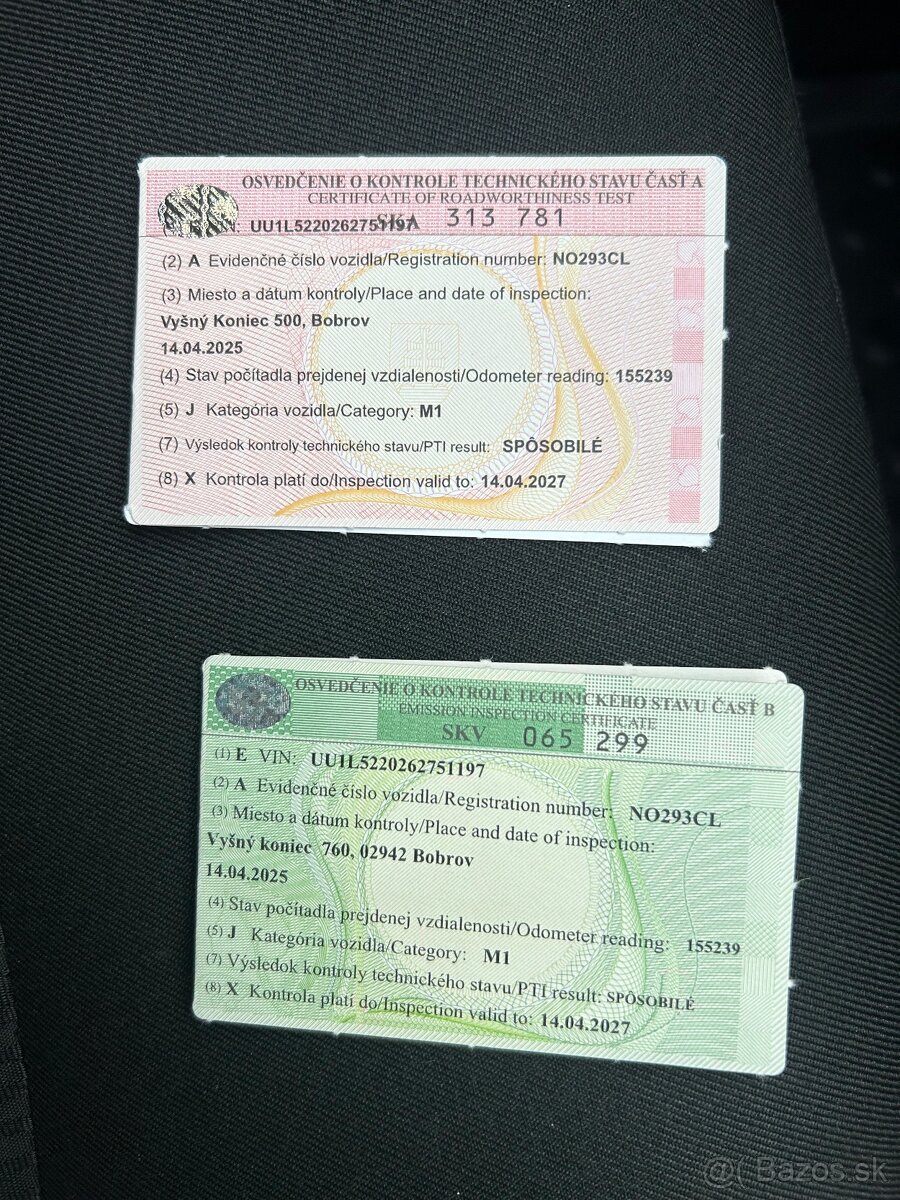 OSVEDČENIE O KONTROLE TECHNICKÉHO STAVU ČASŤ A
CERTIFICATE OF ROADWORTHINESS TEST
SKA 313 781
UU1L5220262751197
(2) A Evidenčné číslo vozidla/Registration number: NO293CL
(3) Miesto a dátum kontroly/Place and date of inspection:
Vyšný Koniec 500, Bobrov
14.04.2025
(4) Stav počítadla prejdenej vzdialenosti/Odometer reading: 155239
(5) J Kategória vozidla/Category: M1
(7) Výsledok kontroly technického stavu/PTI result: SPÔSOBILÉ
(8) X Kontrola platí do/Inspection valid to: 14.04.2027
OSVEDČENIE O KONTROLE TECHNICKÉHO STAVU ČASŤ B
EMISSION INSPECTION CERTIFICATE
SKV 065 299
(1) E VIN: UU1L5220262751197
(2) A Evidenčné číslo vozidla/Registration number: NO293CL
(3) Miesto a dátum kontroly/Place and date of inspection:
Vyšný koniec 760, 02942 Bobrov
14.04.2025
(4) Stav počítadla prejdenej vzdialenosti/Odometer reading: 155239
(5) J Kategória vozidla/Category: M1
(7) Výsledok kontroly technického stavu/PTI result: SPÔSOBILÉ
(8) X Kontrola platí do/Inspection valid to: 14.04.2027
@( Bazos.sk